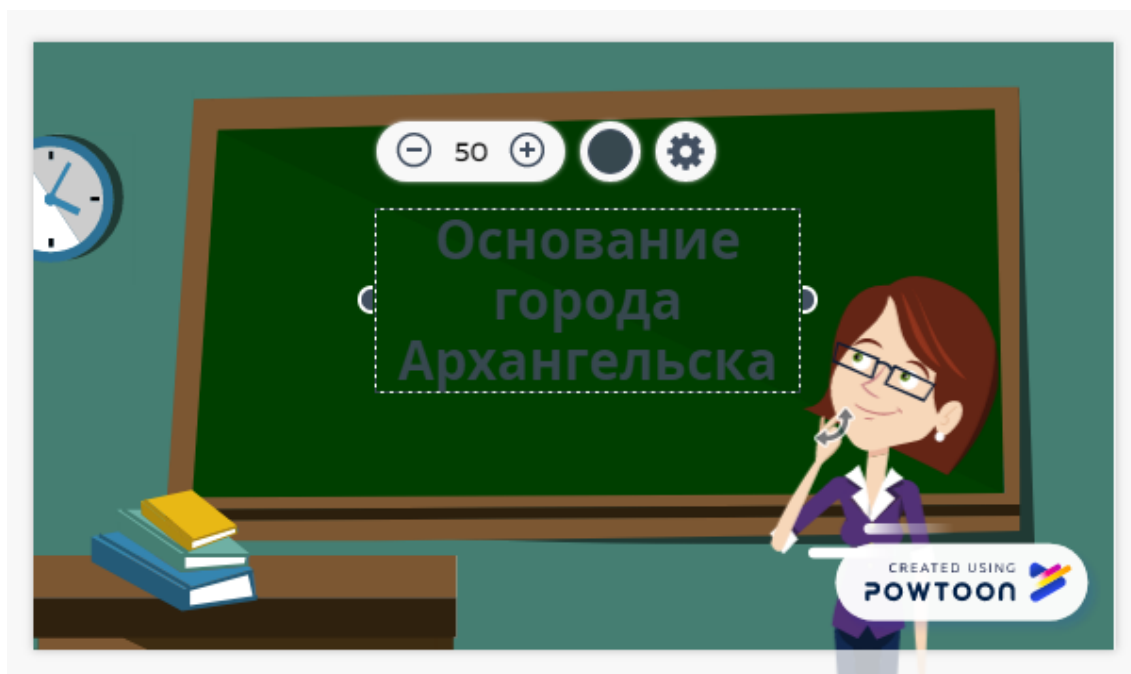 50
Основание
города
Архангельска
CREATED USING
POWTOON